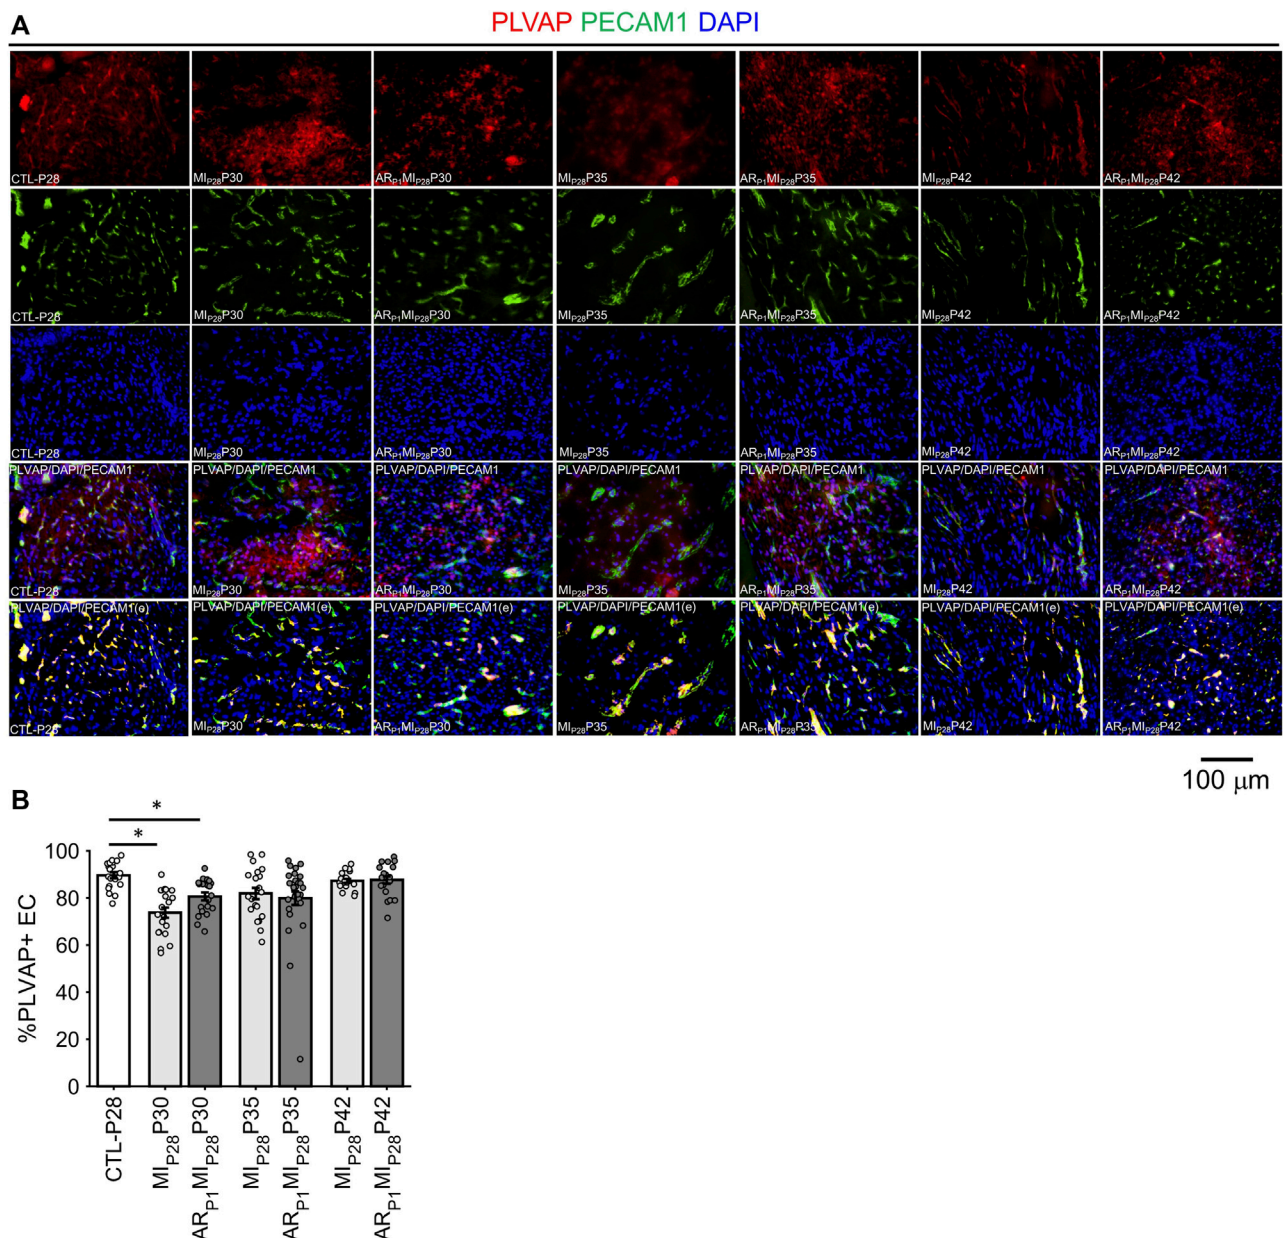 A
PLVAP PECAM1 DAPI
CTL-P28 MIP28P30 ARP1MIP28P30 MIP28P35 ARP1MIP28P35 MIP28P42 ARP1MIP28P42
CTL-P28 MIP28P30 ARP1MIP28P30 MIP28P35 ARP1MIP28P35 MIP28P42 ARP1MIP28P42
CTL-P28 MIP28P30 ARP1MIP28P30 MIP28P35 ARP1MIP28P35 MIP28P42 ARP1MIP28P42
PLVAP/DAPI/PECAM1 PLVAP/DAPI/PECAM1 PLVAP/DAPI/PECAM1 PLVAP/DAPI/PECAM1 PLVAP/DAPI/PECAM1 PLVAP/DAPI/PECAM1 PLVAP/DAPI/PECAM1
CTL-P28 MIP28P30 ARP1MIP28P30 MIP28P35 ARP1MIP28P35 MIP28P42 ARP1MIP28P42
PLVAP/DAPI/PECAM1(e) PLVAP/DAPI/PECAM1(e) PLVAP/DAPI/PECAM1(e) PLVAP/DAPI/PECAM1(e) PLVAP/DAPI/PECAM1(e) PLVAP/DAPI/PECAM1(e) PLVAP/DAPI/PECAM1(e)
CTL-P28 MIP28P30 ARP1MIP28P30 MIP28P35 ARP1MIP28P35 MIP28P42 ARP1MIP28P42
100 μm
B
*
*
%PLVAP+ EC
100
80
60
40
20
0
CTL-P28
MIP28P30
ARP1MIP28P30
MIP28P35
ARP1MIP28P35
MIP28P42
ARP1MIP28P42